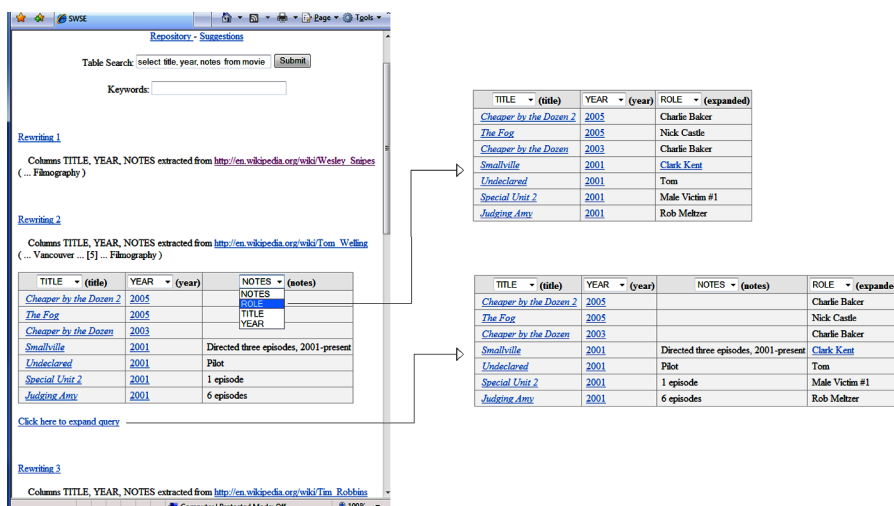 SWSE
Page
Tools
Repository - Suggestions
Table Search: select title, year, notes from movie Submit
Keywords:
Rewriting 1
Columns TITLE, YEAR, NOTES extracted from http://en.wikipedia.org/wiki/Wesley_Snipes
( ... Filmography )
Rewriting 2
Columns TITLE, YEAR, NOTES extracted from http://en.wikipedia.org/wiki/Tom_Welling
( ... Vancouver ... [5] ... Filmography )
TITLE (title) YEAR (year) NOTES (notes)
NOTES
ROLE
TITLE
YEAR
Cheaper by the Dozen 2 2005
The Fog 2005
Cheaper by the Dozen 2003
Smallville 2001 Directed three episodes, 2001-present
Undeclared 2001 Pilot
Special Unit 2 2001 1 episode
Judging Amy 2001 6 episodes
Click here to expand query
Rewriting 3
Columns TITLE, YEAR, NOTES extracted from http://en.wikipedia.org/wiki/Tim_Robbins
100%
TITLE (title) YEAR (year) ROLE (expanded)
Cheaper by the Dozen 2 2005 Charlie Baker
The Fog 2005 Nick Castle
Cheaper by the Dozen 2003 Charlie Baker
Smallville 2001 Clark Kent
Undeclared 2001 Tom
Special Unit 2 2001 Male Victim #1
Judging Amy 2001 Rob Meltzer
TITLE (title) YEAR (year) NOTES (notes) ROLE (expande
Cheaper by the Dozen 2 2005 Charlie Baker
The Fog 2005 Nick Castle
Cheaper by the Dozen 2003 Charlie Baker
Smallville 2001 Directed three episodes, 2001-present Clark Kent
Undeclared 2001 Pilot Tom
Special Unit 2 2001 1 episode Male Victim #1
Judging Amy 2001 6 episodes Rob Meltzer